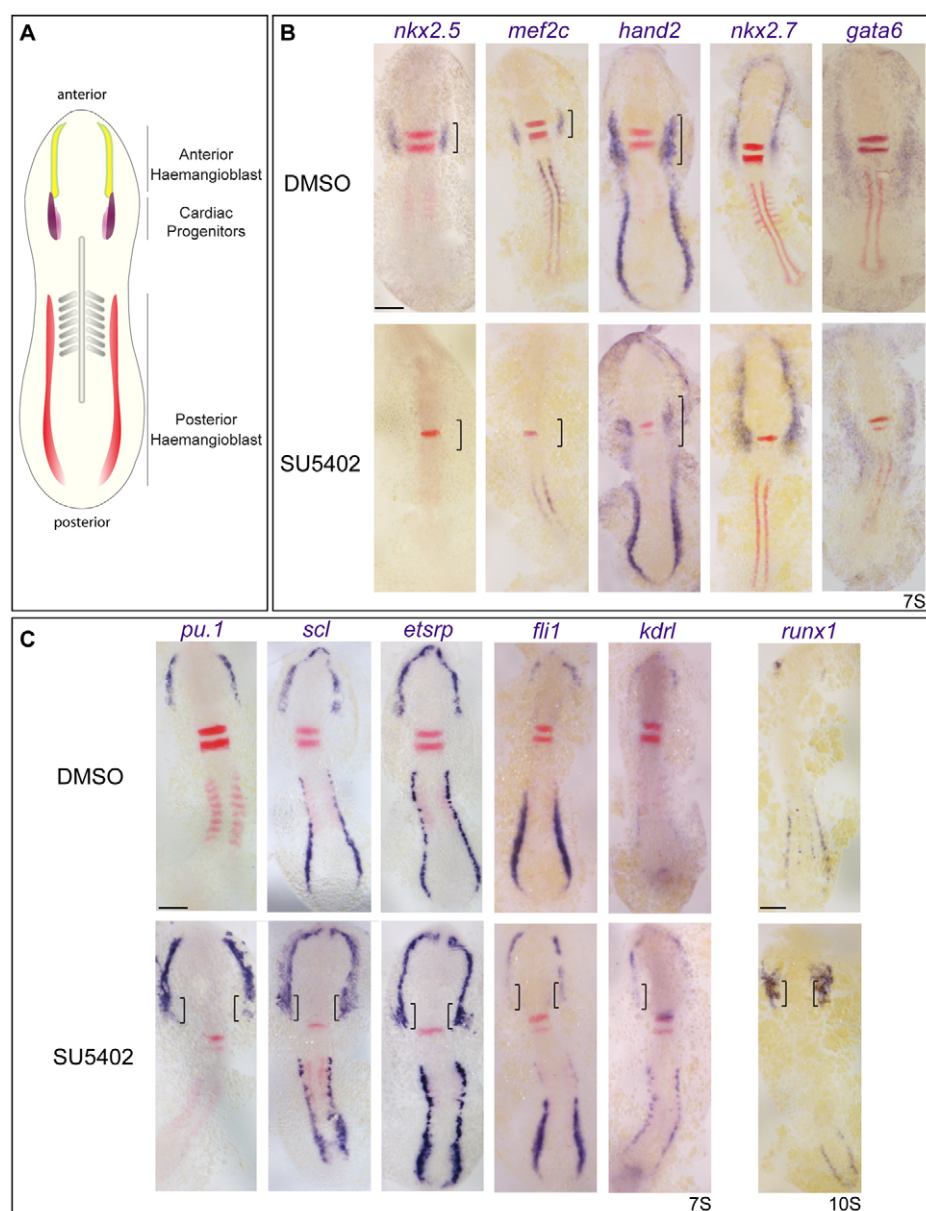 A
anterior
Anterior
Haemangioblast
Cardiac
Progenitors
Posterior
Haemangioblast
posterior
B
nkx2.5 mef2c hand2 nkx2.7 gata6
DMSO
SU5402
7S
C
pu.1 scl etsrp fli1 kdrl runx1
DMSO
SU5402
7S 10S